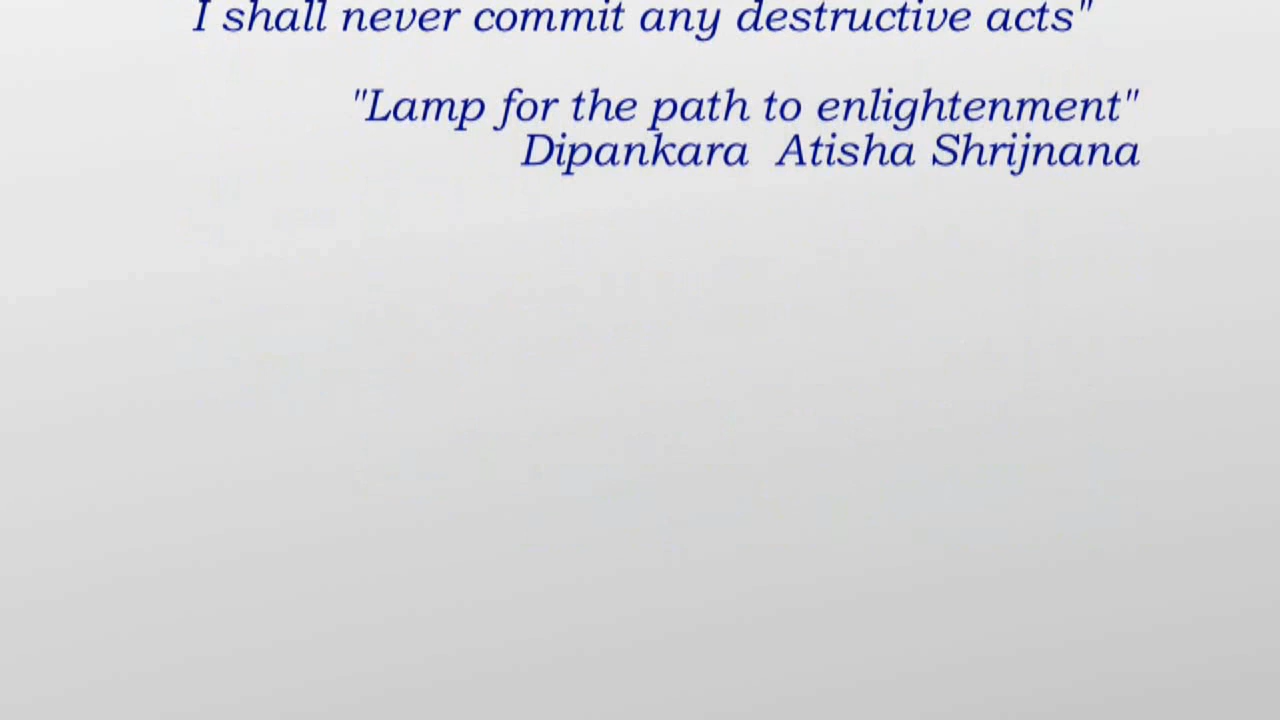 I shall never commit any destructive acts"
"Lamp for the path to enlightenment"
Dipankara Atisha Shrijnana